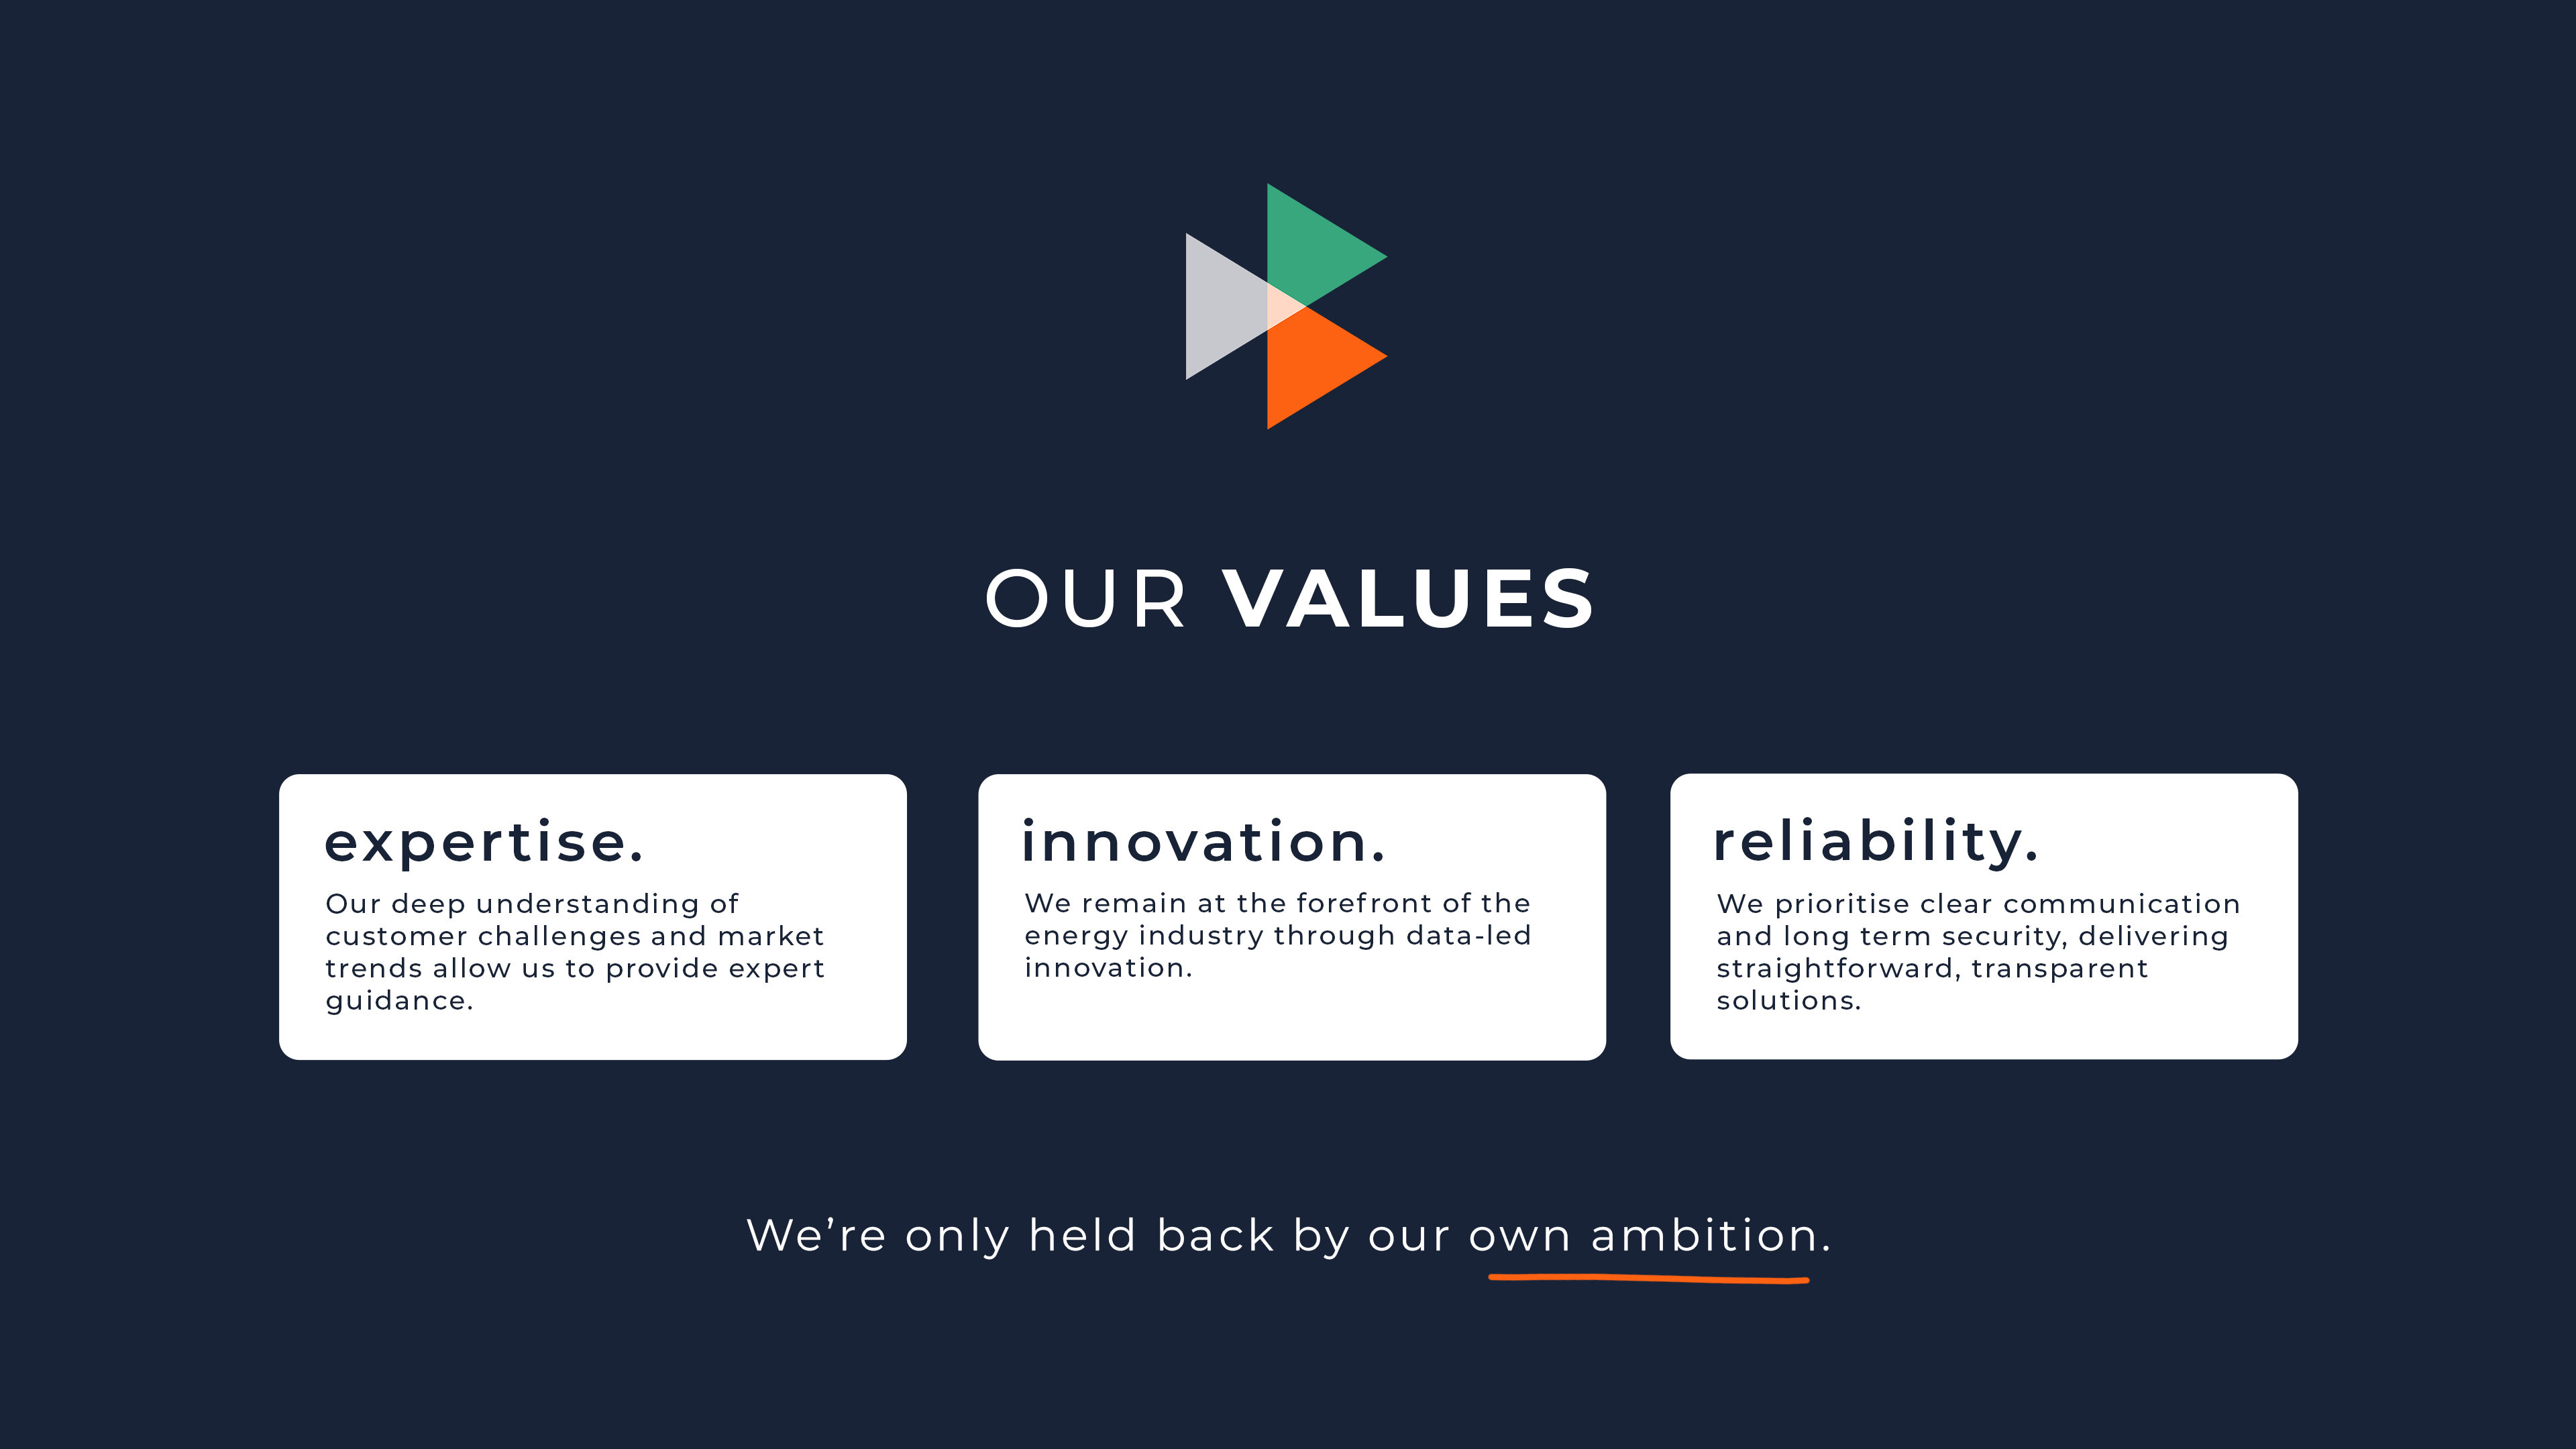 OUR VALUES
expertise.
Our deep understanding of
customer challenges and market
trends allow us to provide expert
guidance.
innovation.
We remain at the forefront of the
energy industry through data-led
innovation.
reliability.
We prioritise clear communication
and long term security, delivering
straightforward, transparent
solutions.
We’re only held back by our own ambition.